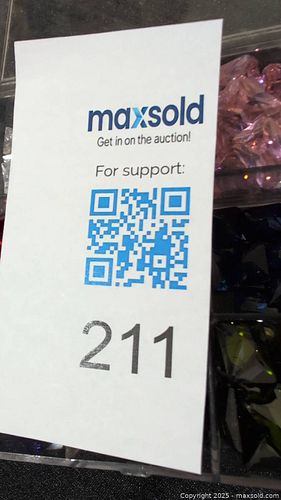 maxsold
Get in on the auction!
For support:
211
Copyright 2025 - maxsold.com